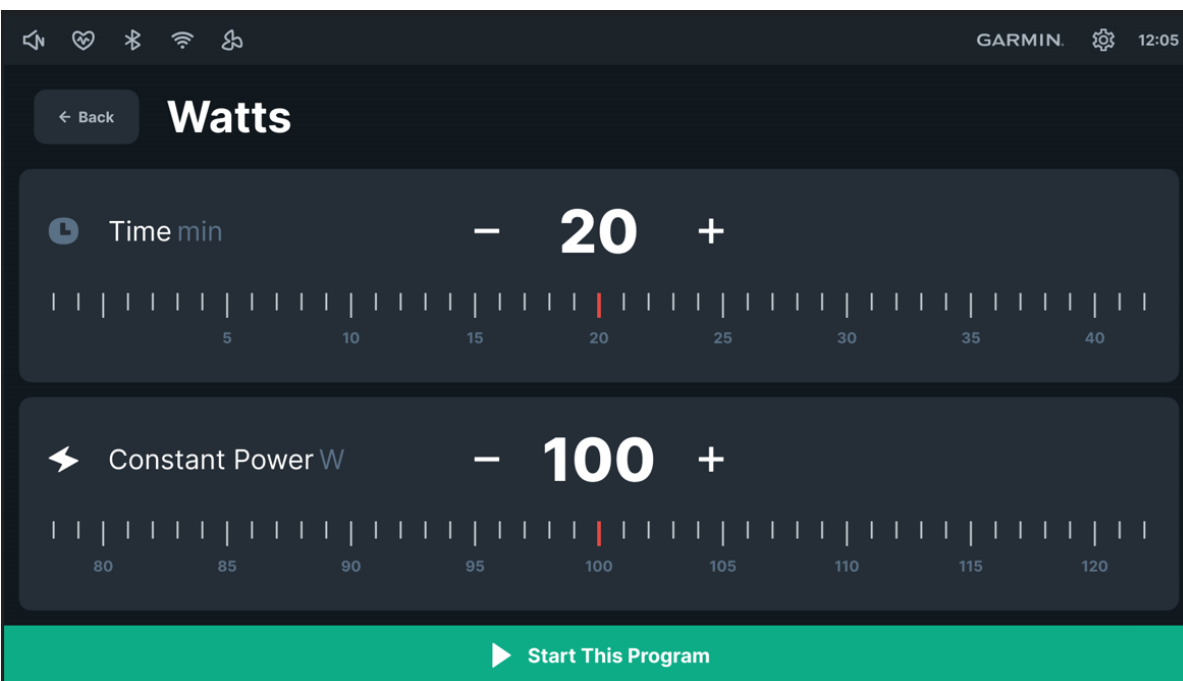 GARMIN. 12:05
← Back Watts
Time min − 20 +
5 10 15 20 25 30 35 40
Constant Power W − 100 +
80 85 90 95 100 105 110 115 120
Start This Program